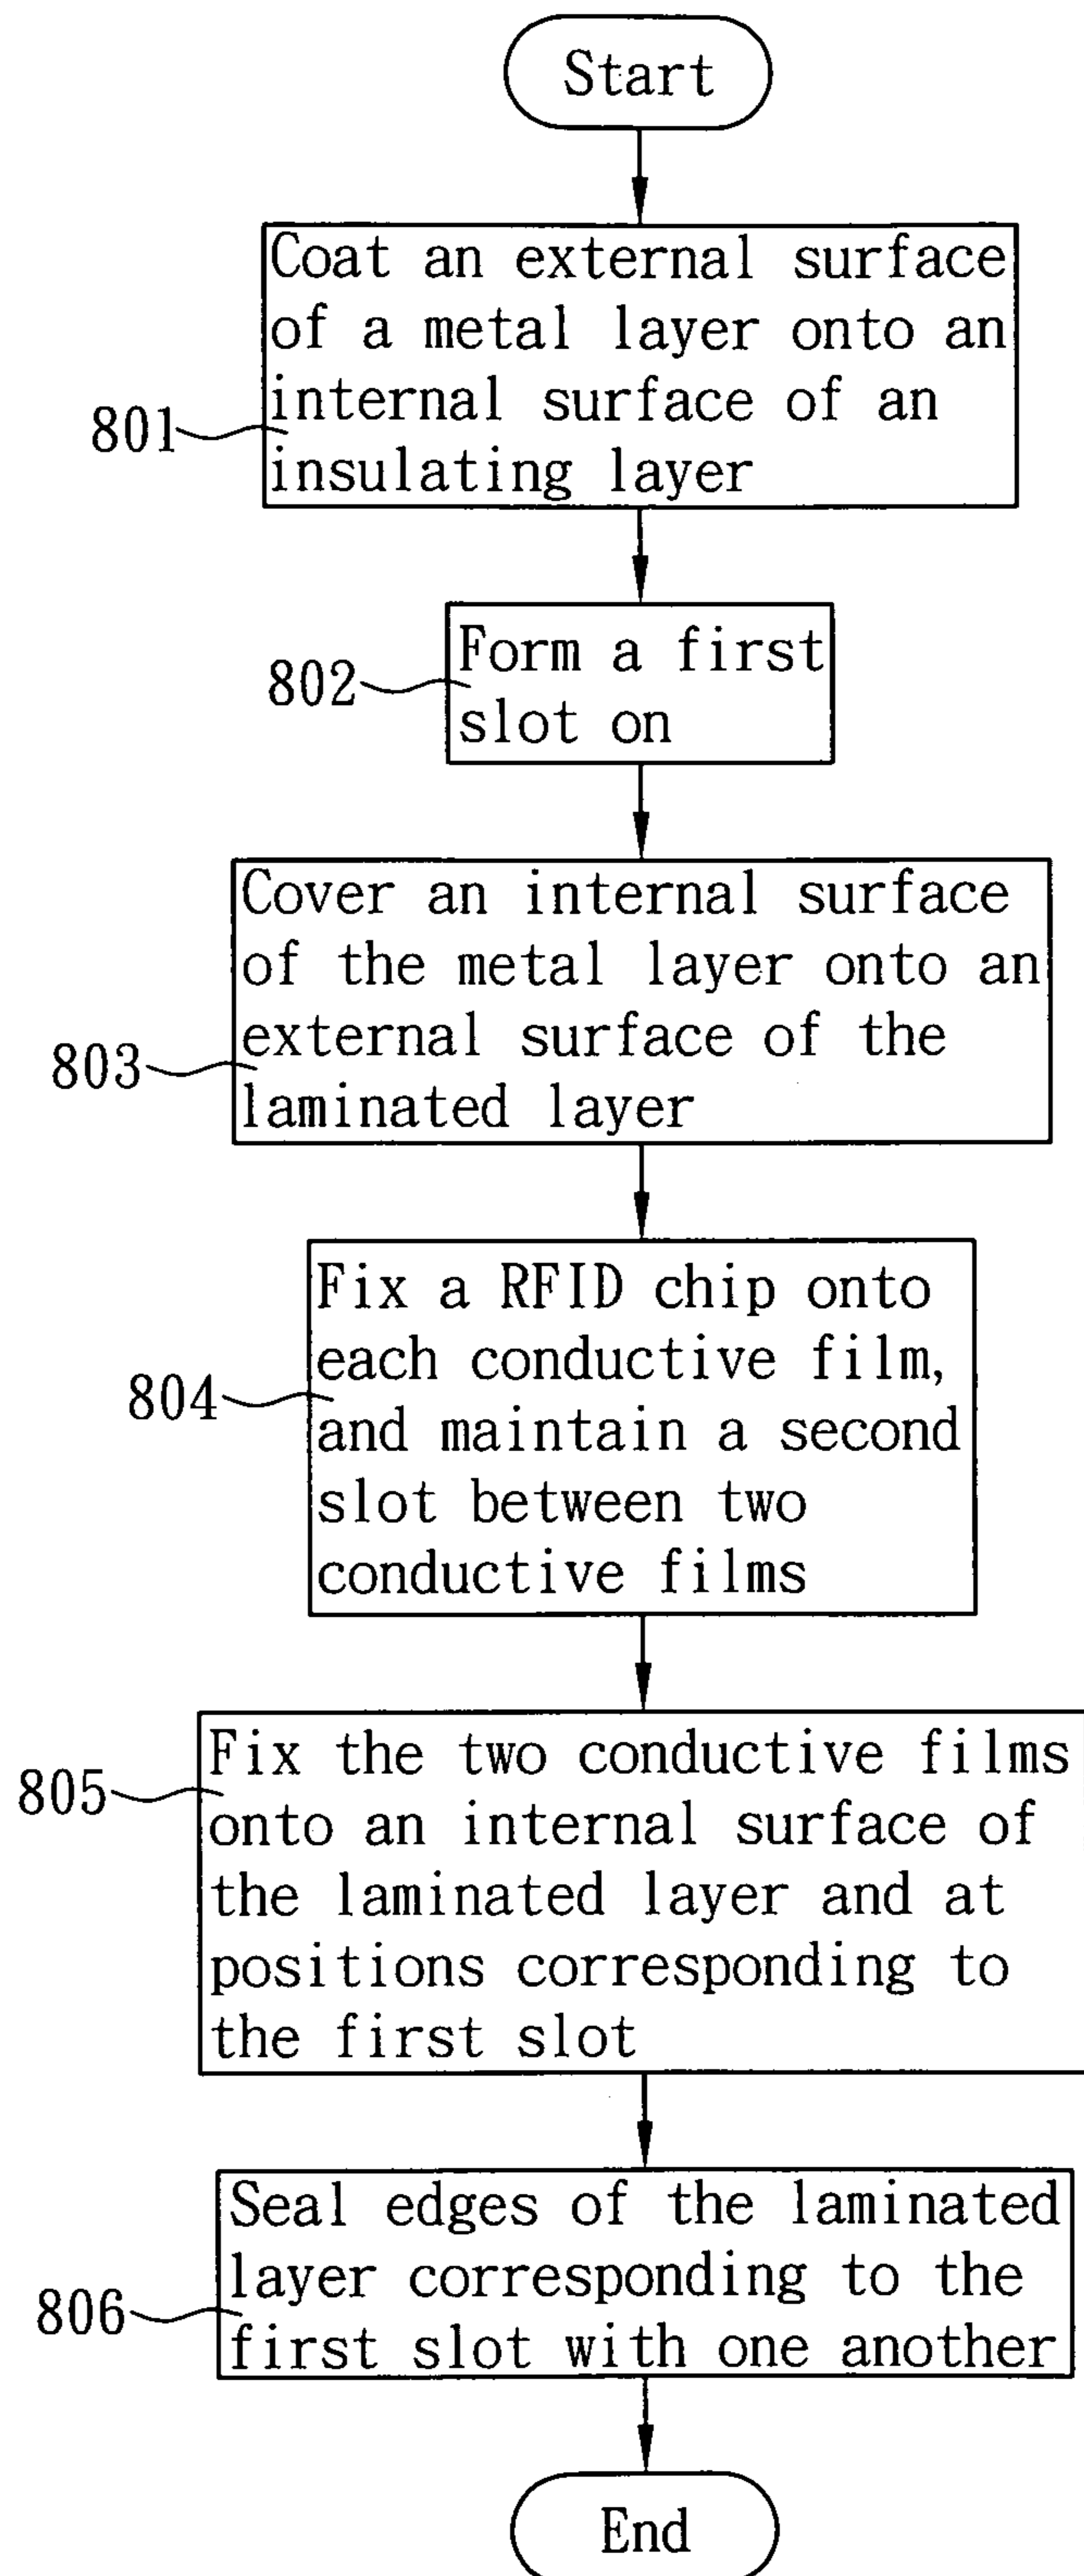 Start
Coat an external surface
of a metal layer onto an
internal surface of an
insulating layer
801
Form a first
slot on
802
Cover an internal surface
of the metal layer onto an
external surface of the
laminated layer
803
Fix a RFID chip onto
each conductive film,
and maintain a second
slot between two
conductive films
804
Fix the two conductive films
onto an internal surface of
the laminated layer and at
positions corresponding to
the first slot
805
Seal edges of the laminated
layer corresponding to the
first slot with one another
806
End